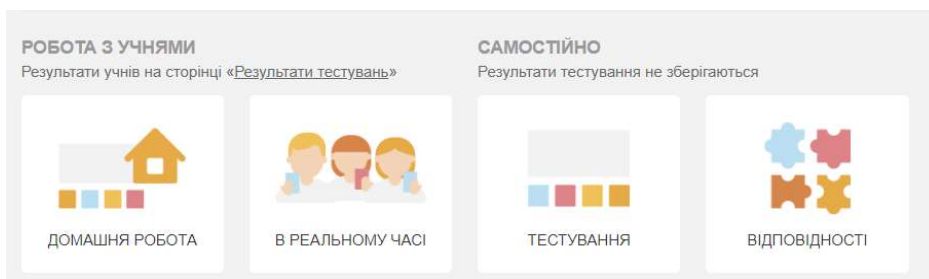 РОБОТА З УЧНЯМИ
Результати учнів на сторінці «Результати тестувань»
САМОСТІЙНО
Результати тестування не зберігаються
ДОМАШНЯ РОБОТА
В РЕАЛЬНОМУ ЧАСІ
ТЕСТУВАННЯ
ВІДПОВІДНОСТІ